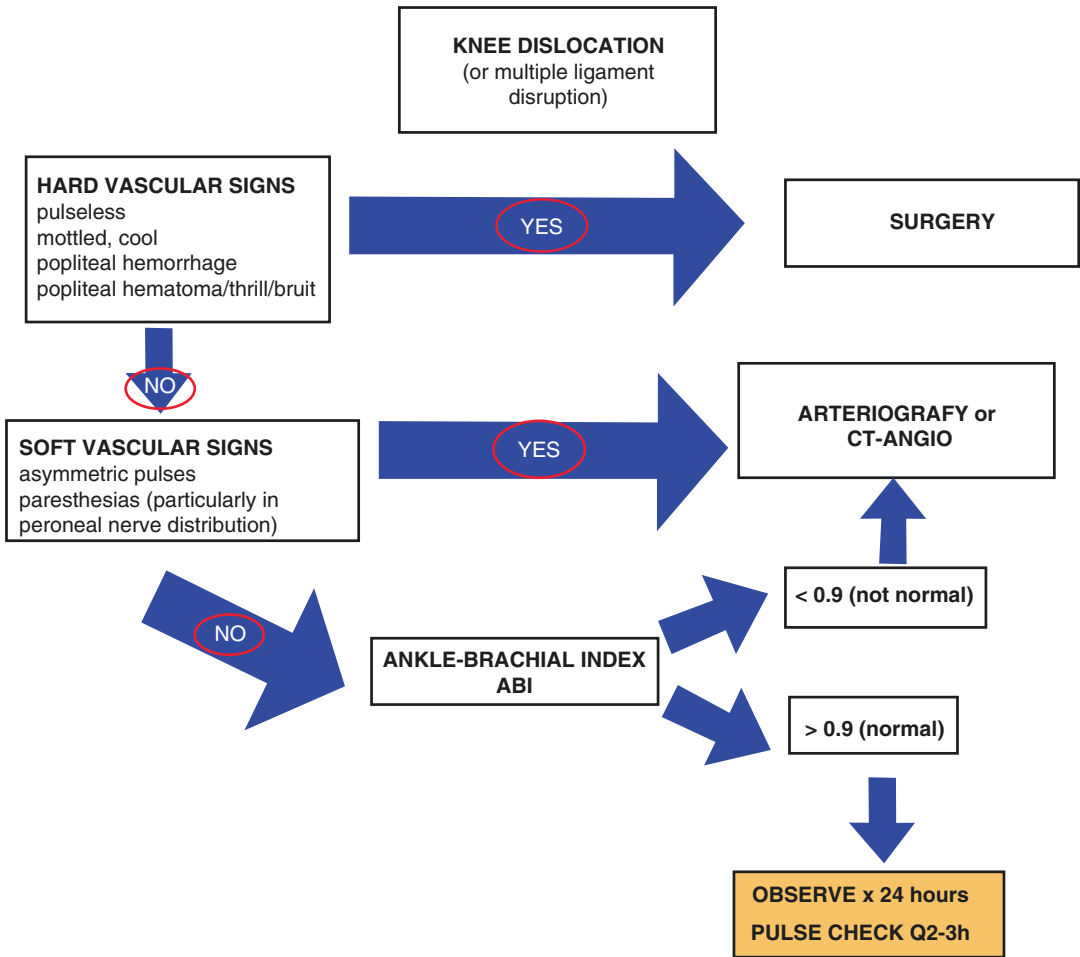 KNEE DISLOCATION
(or multiple ligament
disruption)
HARD VASCULAR SIGNS
pulseless
mottled, cool
popliteal hemorrhage
popliteal hematoma/thrill/bruit
YES
SURGERY
NO
SOFT VASCULAR SIGNS
asymmetric pulses
paresthesias (particularly in
peroneal nerve distribution)
YES
ARTERIOGRAFY or
CT-ANGIO
NO
ANKLE-BRACHIAL INDEX
ABI
< 0.9 (not normal)
> 0.9 (normal)
OBSERVE x 24 hours
PULSE CHECK Q2-3h